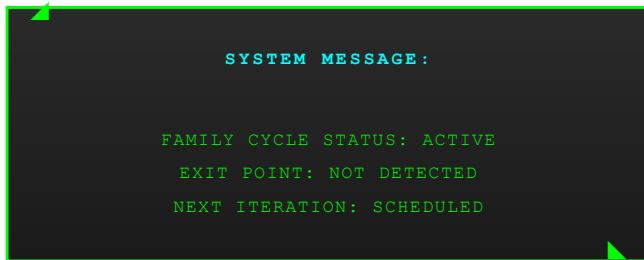 SYSTEM MESSAGE:
FAMILY CYCLE STATUS: ACTIVE
EXIT POINT: NOT DETECTED
NEXT ITERATION: SCHEDULED